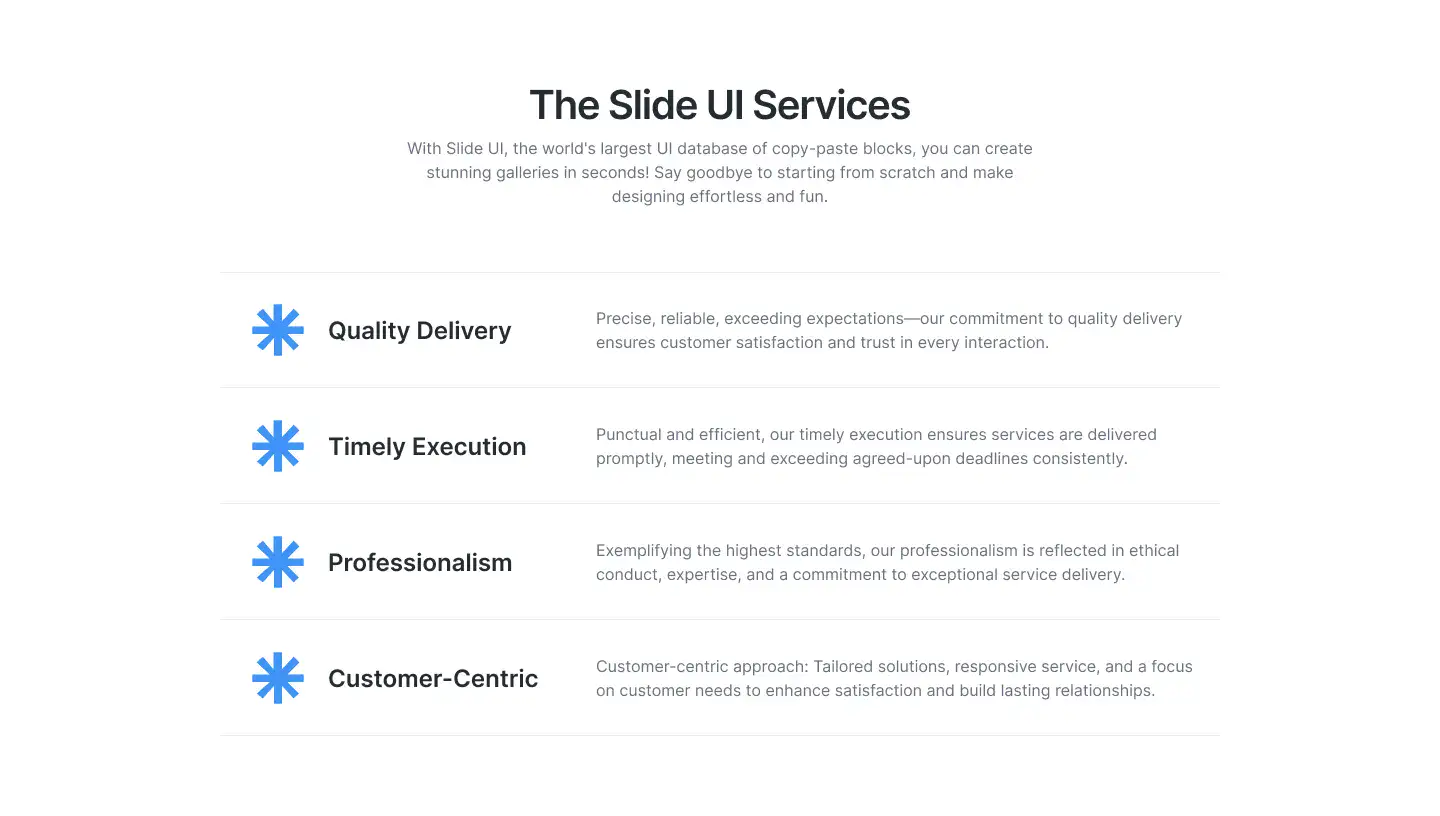 The Slide UI Services
With Slide UI, the world's largest UI database of copy-paste blocks, you can create
stunning galleries in seconds! Say goodbye to starting from scratch and make
designing effortless and fun.
Quality Delivery
Precise, reliable, exceeding expectations—our commitment to quality delivery
ensures customer satisfaction and trust in every interaction.
Timely Execution
Punctual and efficient, our timely execution ensures services are delivered
promptly, meeting and exceeding agreed-upon deadlines consistently.
Professionalism
Exemplifying the highest standards, our professionalism is reflected in ethical
conduct, expertise, and a commitment to exceptional service delivery.
Customer-Centric
Customer-centric approach: Tailored solutions, responsive service, and a focus
on customer needs to enhance satisfaction and build lasting relationships.